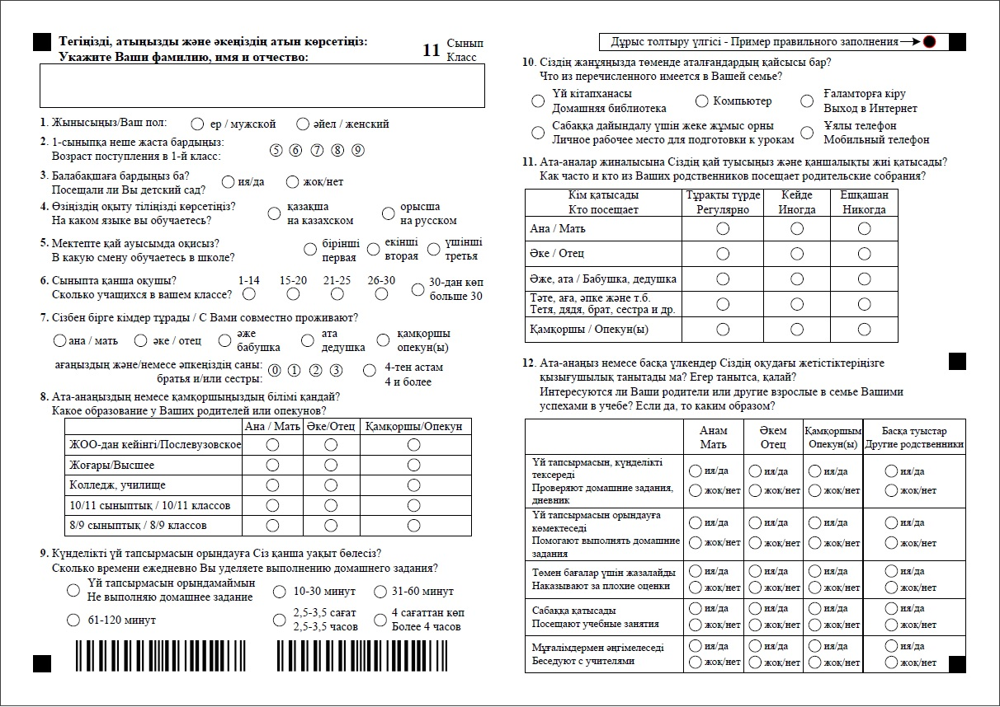 Тегіңізді, атыңызды және әкеңіздің атын көрсетіңіз:
Укажите Ваши фамилию, имя и отчество:
11 Сынып
Класс
1. Жынысыңыз/Ваш пол: ер / мужской әйел / женский
2. 1-сыныпқа неше жаста бардыңыз:
Возраст поступления в 1-й класс: 5 6 7 8 9
3. Балабақшаға бардыңыз ба?
Посещали ли Вы детский сад? ия/да жоқ/нет
4. Өзіңіздің оқыту тіліңізді көрсетіңіз? қазақша орысша
На каком языке вы обучаетесь? на казахском на русском
5. Мектепте қай ауысымда оқисыз? бірінші екінші үшінші
В какую смену обучаетесь в школе? первая вторая третья
6. Сыныпта қанша оқушы? 1-14 15-20 21-25 26-30 30-дан көп
Сколько учащихся в вашем классе? больше 30
7. Сізбен бірге кімдер тұрады / С Вами совместно проживают?
ана / мать әке / отец әже ата қамқоршы
бабушка дедушка опекун(ы)
ағаңыздың және/немесе әпкеңіздің саны: 0 1 2 3 4-тен астам
братья и/или сестры: 4 и более
8. Ата-анаңыздың немесе қамқоршыңыздың білімі қандай?
Какое образование у Ваших родителей или опекунов?
Ана / Мать Әке/Отец Қамқоршы/Опекун
ЖОО-дан кейінгі/Послевузовское
Жоғары/Высшее
Колледж, училище
10/11 сыныптық / 10/11 классов
8/9 сыныптық / 8/9 классов
9. Күнделікті үй тапсырмасын орындауға Сіз қанша уақыт бөлесіз?
Сколько времени ежедневно Вы уделяете выполнению домашнего задания?
Үй тапсырмасын орындамаймын
Не выполняю домашнее задание 10-30 минут 31-60 минут
61-120 минут 2,5-3,5 сағат 4 сағаттан көп
2,5-3,5 часов Более 4 часов
Дұрыс толтыру үлгісі - Пример правильного заполнения
10. Сіздің жанұяңызда төменде аталғандардың қайсысы бар?
Что из перечисленного имеется в Вашей семье?
Үй кітапханасы Компьютер Ғаламторға кіру
Домашняя библиотека Выход в Интернет
Сабаққа дайындалу үшін жеке жұмыс орны Ұялы телефон
Личное рабочее место для подготовки к урокам Мобильный телефон
11. Ата-аналар жиналысына Сіздің қай туысыңыз және қаншалықты жиі қатысады?
Как часто и кто из Ваших родственников посещает родительские собрания?
Кім қатысады Тұрақты түрде Кейде Ешқашан
Кто посещает Регулярно Иногда Никогда
Ана / Мать
Әке / Отец
Әже, ата / Бабушка, дедушка
Тәте, аға, әпке және т.б.
Тетя, дядя, брат, сестра и др.
Қамқоршы / Опекун(ы)
12. Ата-анаңыз немесе басқа үлкендер Сіздің оқудағы жетістіктеріңізге
қызығушылық танытады ма? Егер танытса, қалай?
Интересуются ли Ваши родители или другие взрослые в семье Вашими
успехами в учебе? Если да, то каким образом?
Анам Әкем Қамқоршым Басқа туыстар
Мать Отец Опекун(ы) Другие родственники
Үй тапсырмасын, күнделікті
тексереді ия/да ия/да ия/да ия/да
Проверяют домашние задания, жоқ/нет жоқ/нет жоқ/нет жоқ/нет
дневник
Үй тапсырмасын орындауға
көмектеседі ия/да ия/да ия/да ия/да
Помогают выполнять домашние жоқ/нет жоқ/нет жоқ/нет жоқ/нет
задания
Төмен бағалар үшін жазалайды ия/да ия/да ия/да ия/да
Наказывают за плохие оценки жоқ/нет жоқ/нет жоқ/нет жоқ/нет
Сабаққа қатысады ия/да ия/да ия/да ия/да
Посещают учебные занятия жоқ/нет жоқ/нет жоқ/нет жоқ/нет
Мұғалімдермен әңгімелеседі ия/да ия/да ия/да ия/да
Беседуют с учителями жоқ/нет жоқ/нет жоқ/нет жоқ/нет